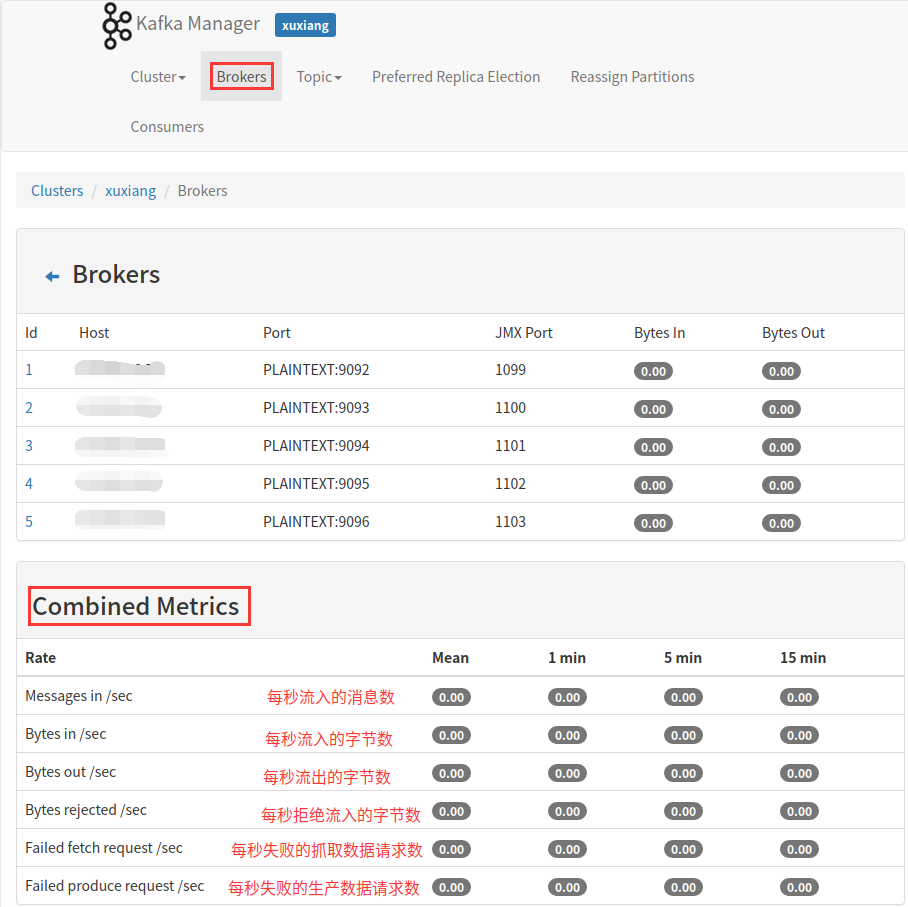 Kafka Manager xuxiang
Cluster Brokers Topic Preferred Replica Election Reassign Partitions
Consumers
Clusters / xuxiang / Brokers
Brokers
Id Host Port JMX Port Bytes In Bytes Out
1 PLAINTEXT:9092 1099 0.00 0.00
2 PLAINTEXT:9093 1100 0.00 0.00
3 PLAINTEXT:9094 1101 0.00 0.00
4 PLAINTEXT:9095 1102 0.00 0.00
5 PLAINTEXT:9096 1103 0.00 0.00
Combined Metrics
Rate Mean 1 min 5 min 15 min
Messages in /sec 每秒流入的消息数 0.00 0.00 0.00 0.00
Bytes in /sec 每秒流入的字节数 0.00 0.00 0.00 0.00
Bytes out /sec 每秒流出的字节数 0.00 0.00 0.00 0.00
Bytes rejected /sec 每秒拒绝流入的字节数 0.00 0.00 0.00 0.00
Failed fetch request /sec 每秒失败的抓取数据请求数 0.00 0.00 0.00 0.00
Failed produce request /sec 每秒失败的生产数据请求数 0.00 0.00 0.00 0.00